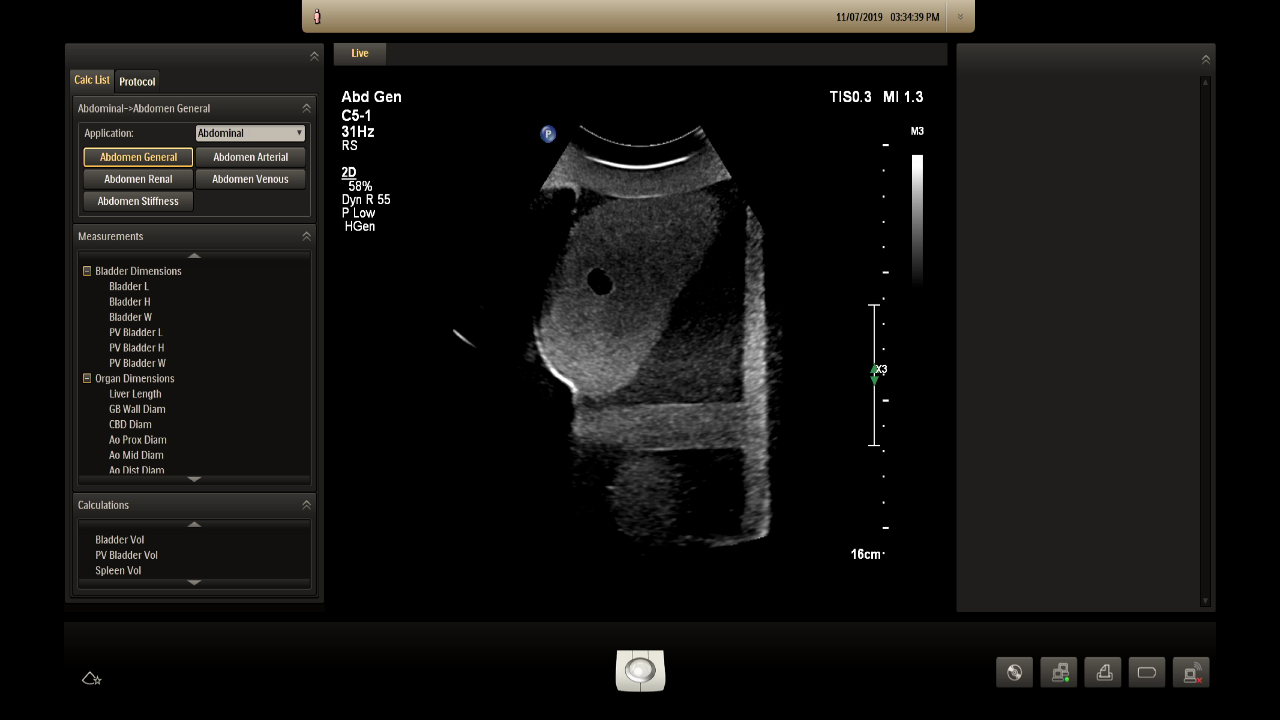 11/07/2019 03:34:39 PM
Live
Calc List Protocol
Abdominal->Abdomen General
Application: Abdominal
Abdomen General Abdomen Arterial
Abdomen Renal Abdomen Venous
Abdomen Stiffness
Measurements
Bladder Dimensions
Bladder L
Bladder H
Bladder W
PV Bladder L
PV Bladder H
PV Bladder W
Organ Dimensions
Liver Length
GB Wall Diam
CBD Diam
Ao Prox Diam
Ao Mid Diam
Ao Dist Diam
Calculations
Bladder Vol
PV Bladder Vol
Spleen Vol
Abd Gen
C5-1
31Hz
RS
2D
58%
Dyn R 55
P Low
HGen
P
TIS0.3 MI 1.3
M3
X3
16cm